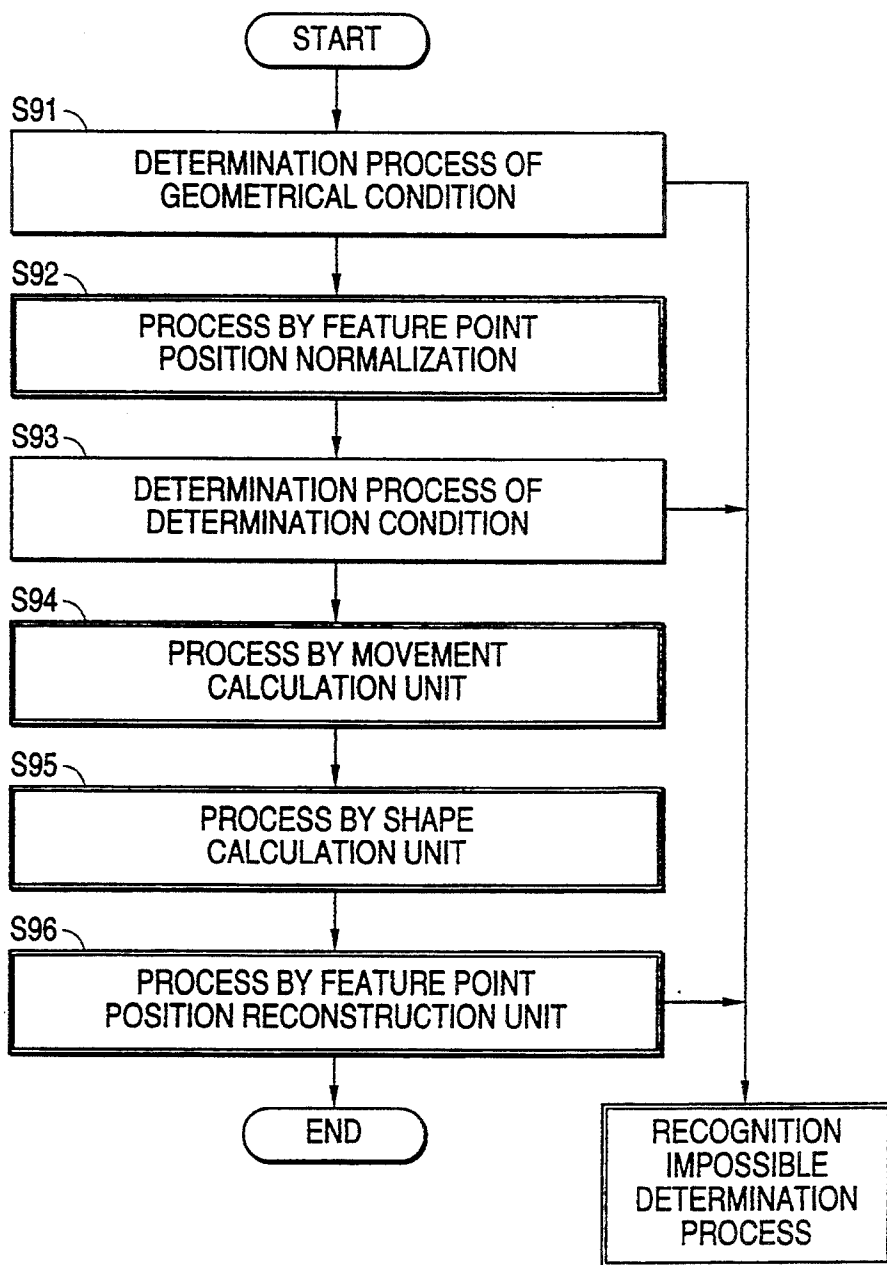 START
S91
DETERMINATION PROCESS OF
GEOMETRICAL CONDITION
S92
PROCESS BY FEATURE POINT
POSITION NORMALIZATION
S93
DETERMINATION PROCESS OF
DETERMINATION CONDITION
S94
PROCESS BY MOVEMENT
CALCULATION UNIT
S95
PROCESS BY SHAPE
CALCULATION UNIT
S96
PROCESS BY FEATURE POINT
POSITION RECONSTRUCTION UNIT
END
RECOGNITION
IMPOSSIBLE
DETERMINATION
PROCESS